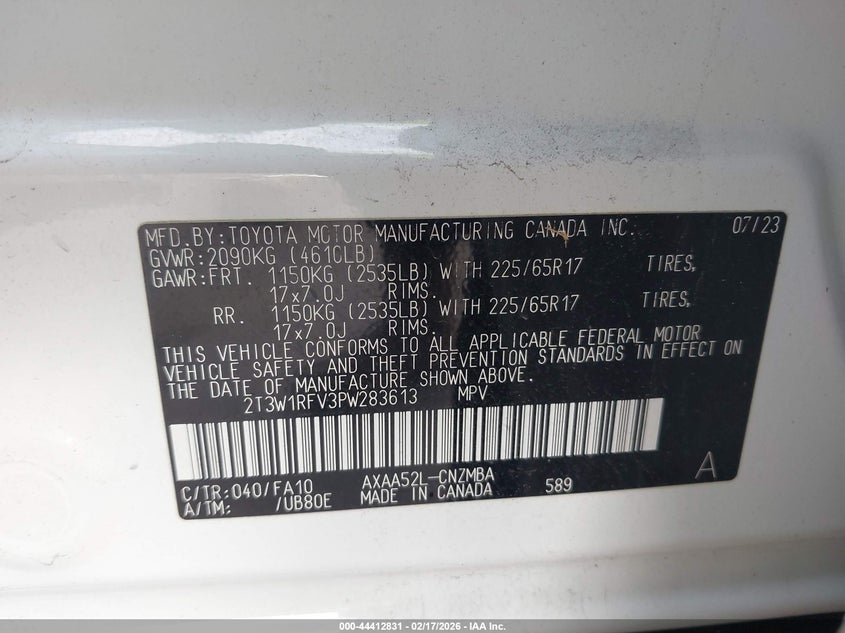 MFD.BY:TOYOTA MOTOR MANUFACTURING CANADA INC. 07/23
GVWR:2090KG (4610LB)
GAWR:FRT. 1150KG (2535LB) WITH 225/65R17 TIRES,
17x7.0J RIMS.
RR. 1150KG (2535LB) WITH 225/65R17 TIRES,
17x7.0J RIMS.
THIS VEHICLE CONFORMS TO ALL APPLICABLE FEDERAL MOTOR
VEHICLE SAFETY AND THEFT PREVENTION STANDARDS IN EFFECT ON
THE DATE OF MANUFACTURE SHOWN ABOVE.
2T3W1RFV3PW283613 MPV
C/TR:040/FA10 AXAA52L-CNZMBA A
A/TM: /UB80E MADE IN CANADA 589
000-44412831 - 02/17/2026 - IAA Inc.